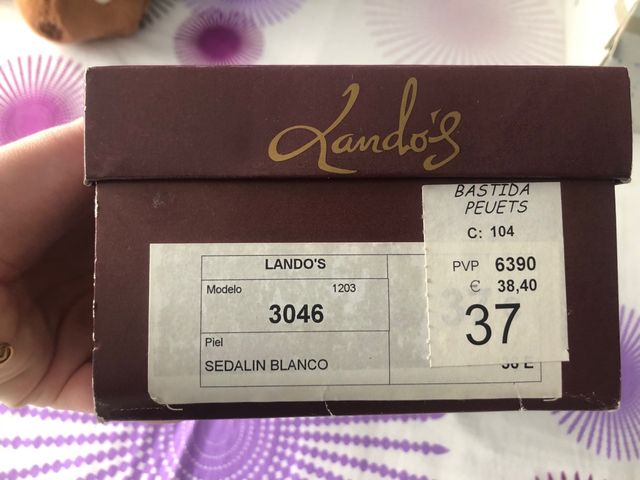 Lando's
BASTIDA
PEUETS
C: 104
PVP 6390
€ 38,40
37
LANDO'S
Modelo 1203
3046
Piel
SEDALIN BLANCO